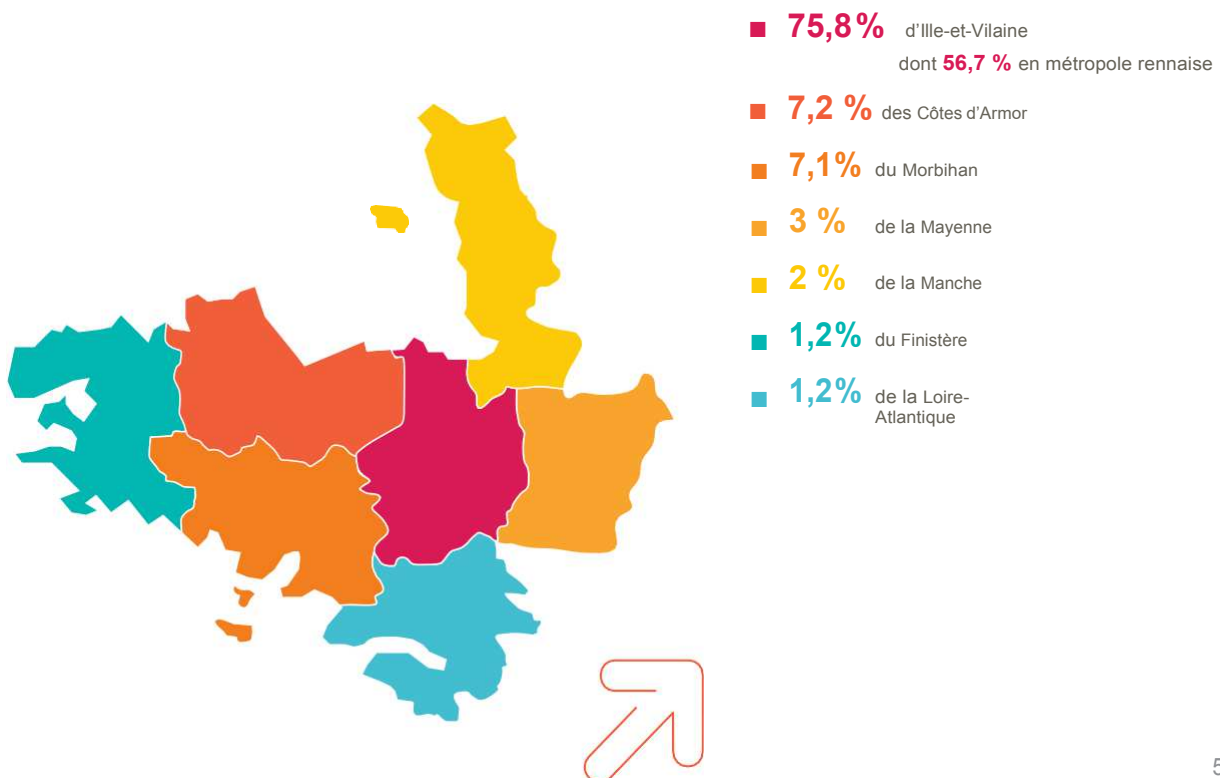 75,8% d'Ille-et-Vilaine
dont 56,7 % en métropole rennaise
7,2 % des Côtes d'Armor
7,1% du Morbihan
3 % de la Mayenne
2 % de la Manche
1,2% du Finistère
1,2% de la Loire-
Atlantique
5